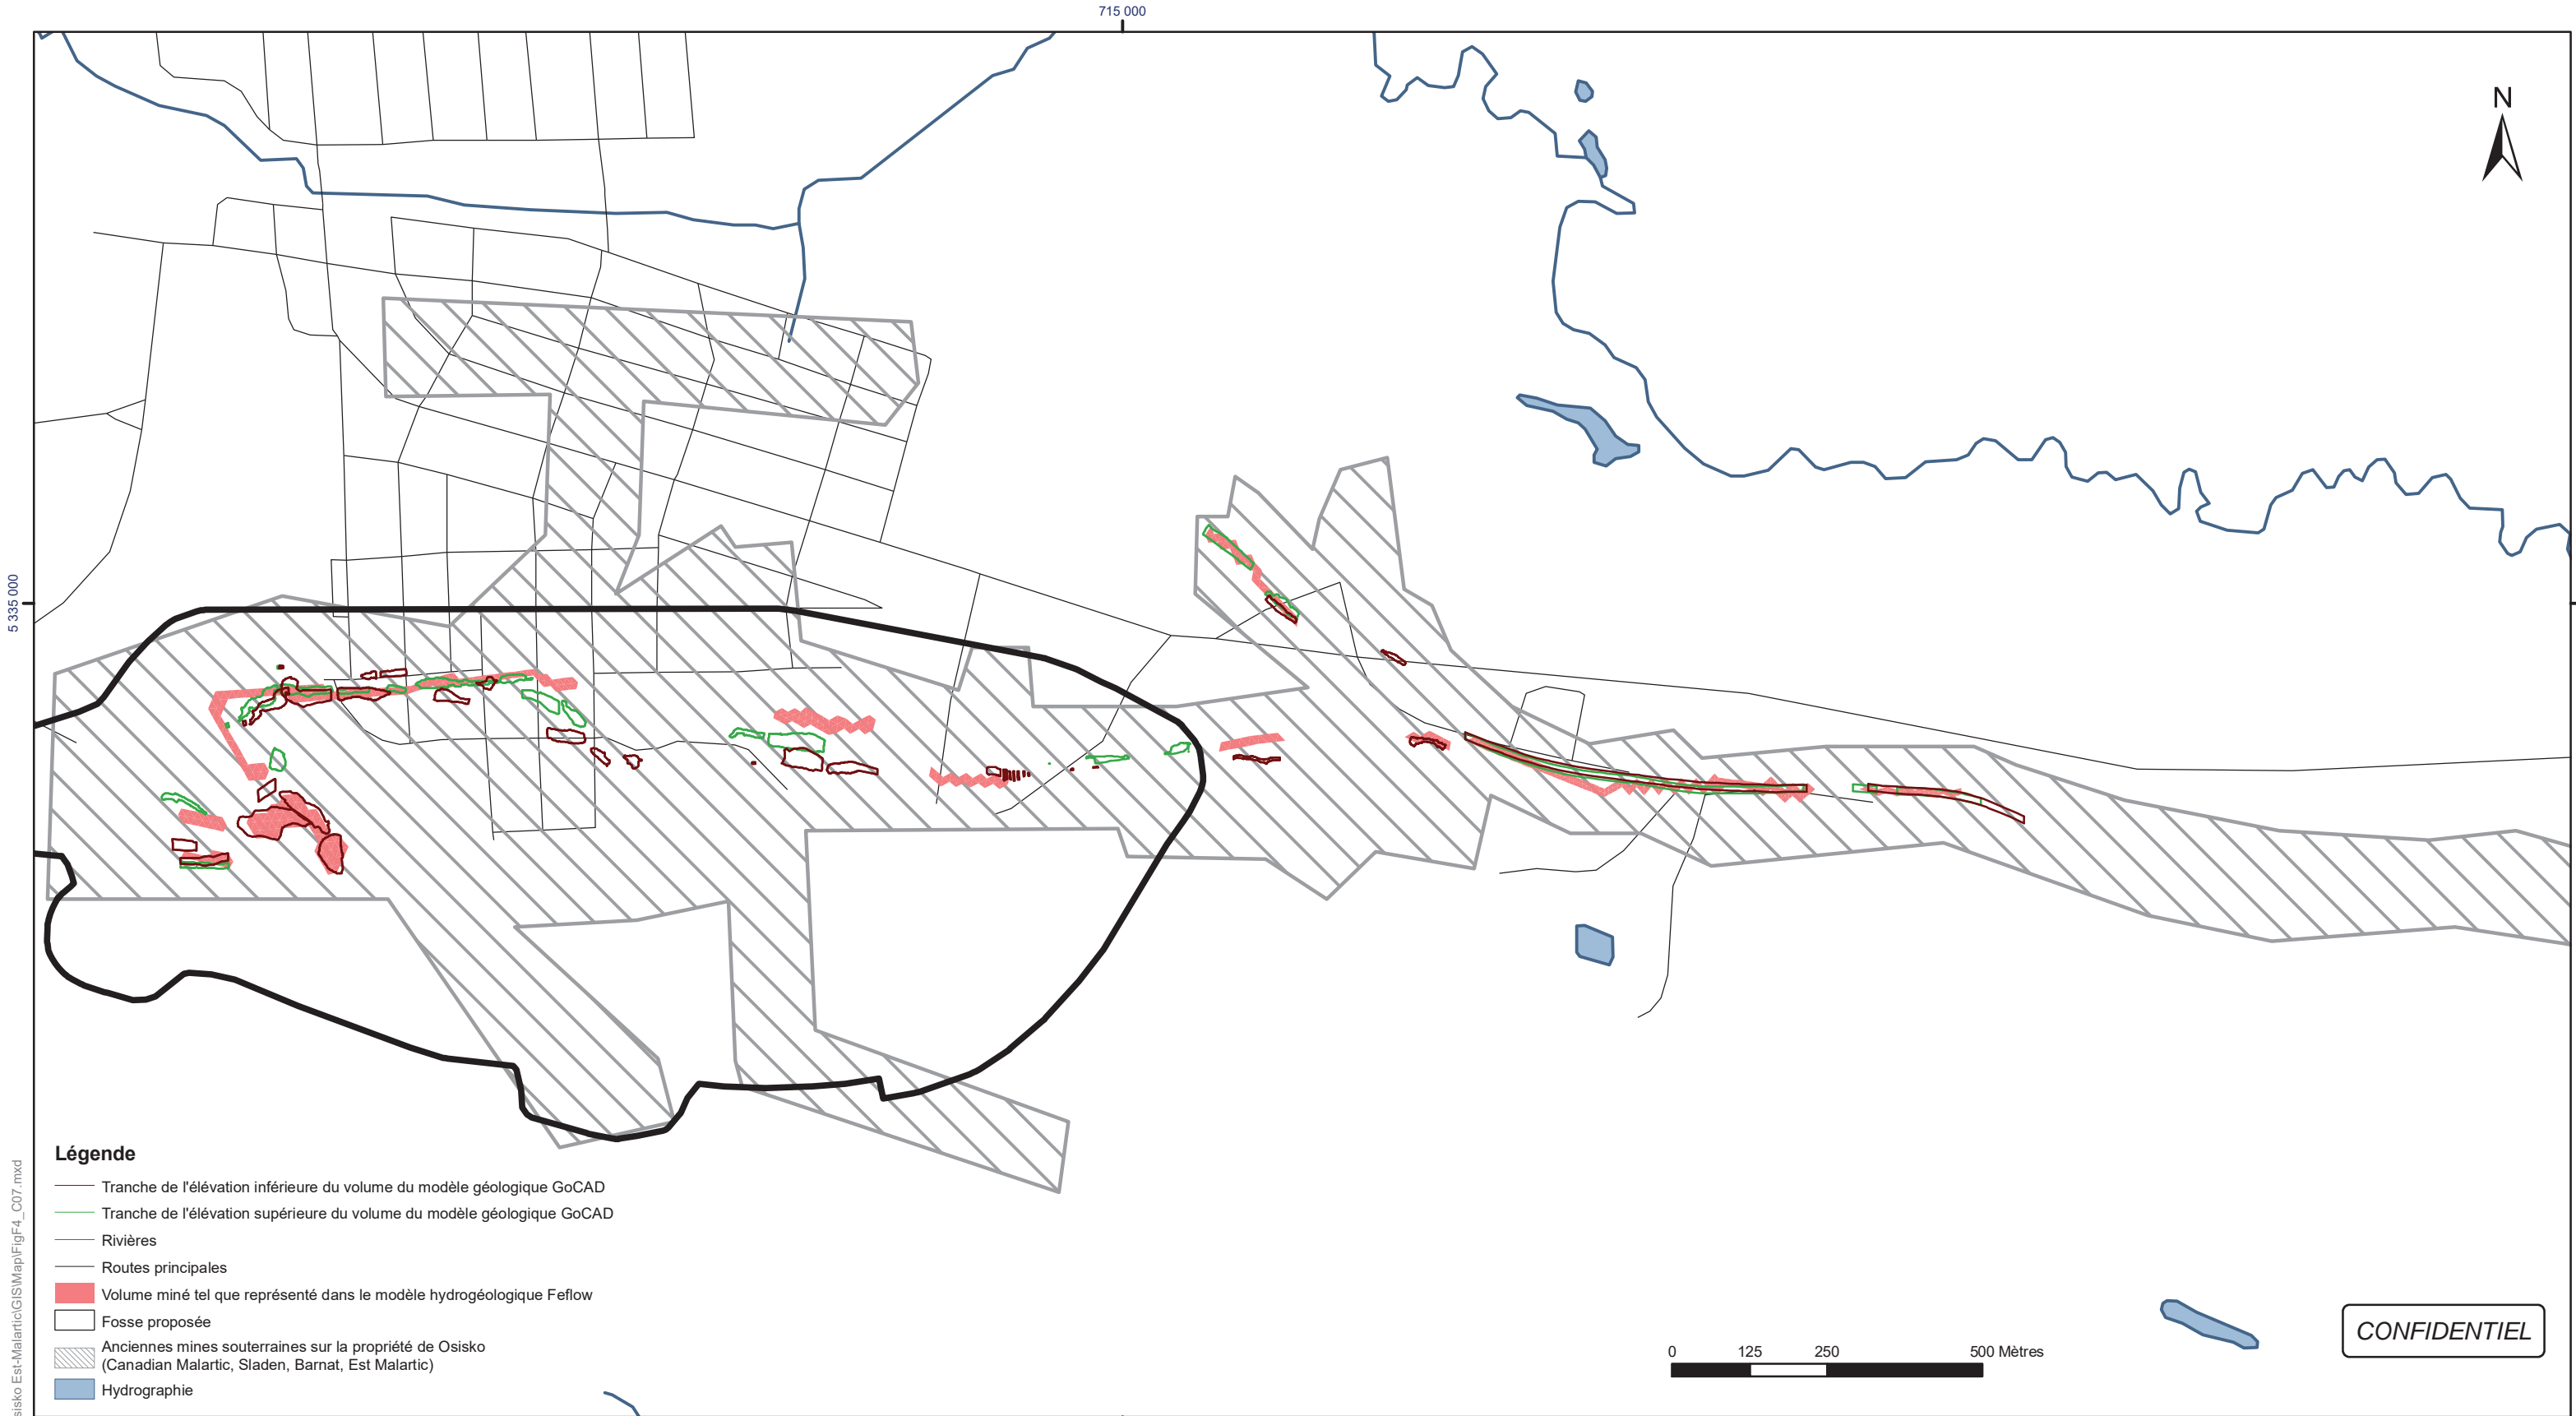 715 000
N
5 335 000
Légende
Tranche de l'élévation inférieure du volume du modèle géologique GoCAD
Tranche de l'élévation supérieure du volume du modèle géologique GoCAD
Rivières
Routes principales
Volume miné tel que représenté dans le modèle hydrogéologique Feflow
Fosse proposée
Anciennes mines souterraines sur la propriété de Osisko
(Canadian Malartic, Sladen, Barnat, Est Malartic)
Hydrographie
0 125 250 500 Mètres
CONFIDENTIEL
sisko Est-Malartic\GIS\Map\FigF4_C07.mxd